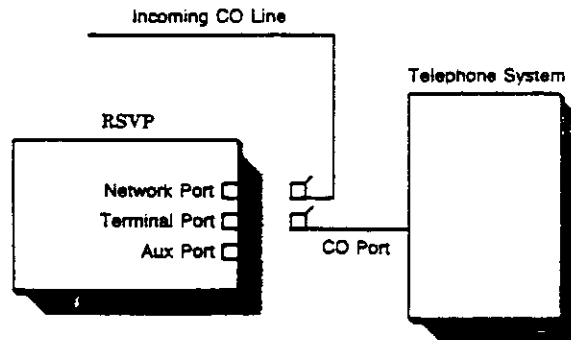 Incoming CO Line
Telephone System
RSVP
Network Port
Terminal Port
Aux Port
CO Port